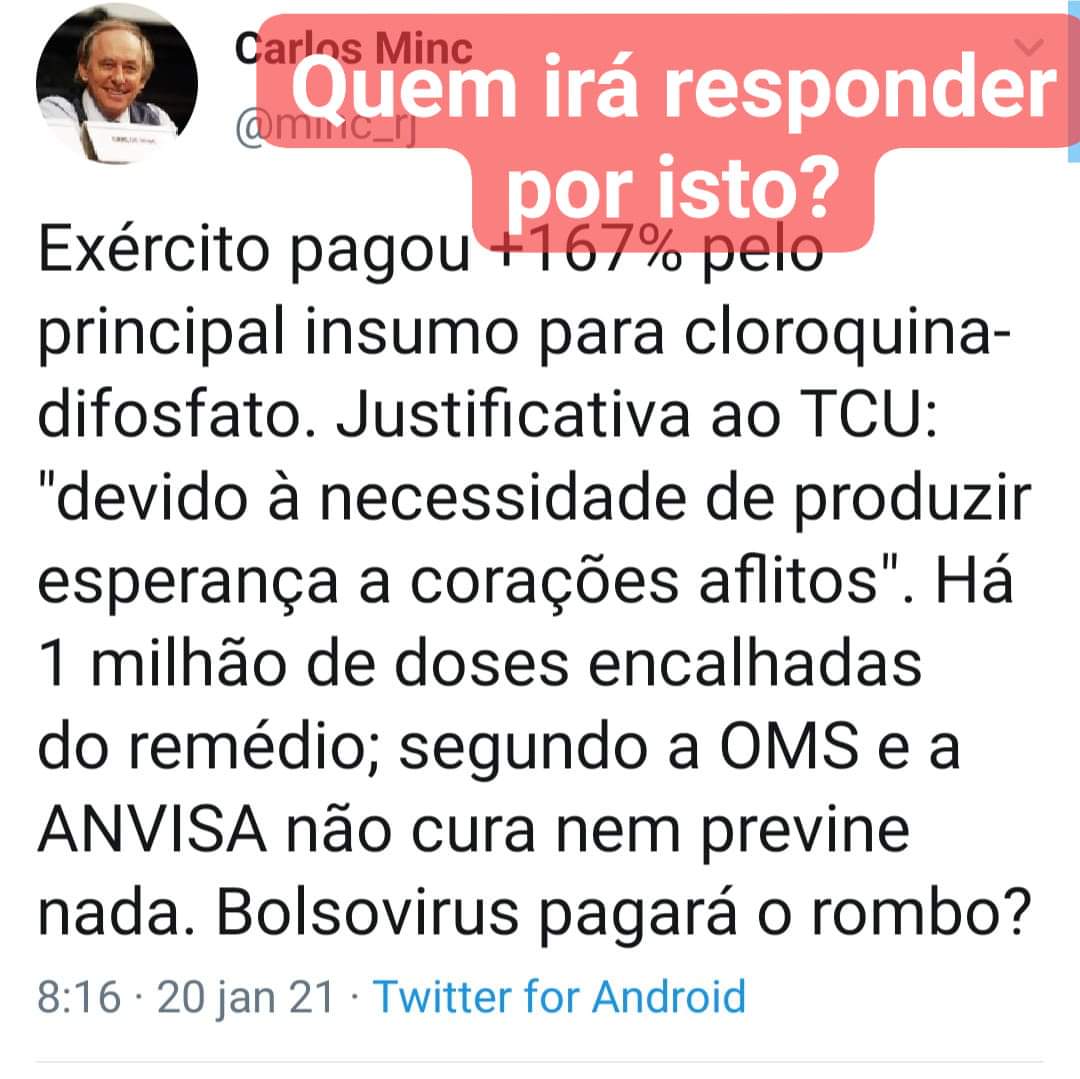 Carlos Minc
@minc_rj
Quem irá responder
por isto?
Exército pagou +167% pelo
principal insumo para cloroquina-
difosfato. Justificativa ao TCU:
"devido à necessidade de produzir
esperança a corações aflitos". Há
1 milhão de doses encalhadas
do remédio; segundo a OMS e a
ANVISA não cura nem previne
nada. Bolsovirus pagará o rombo?
8:16 · 20 jan 21 · Twitter for Android